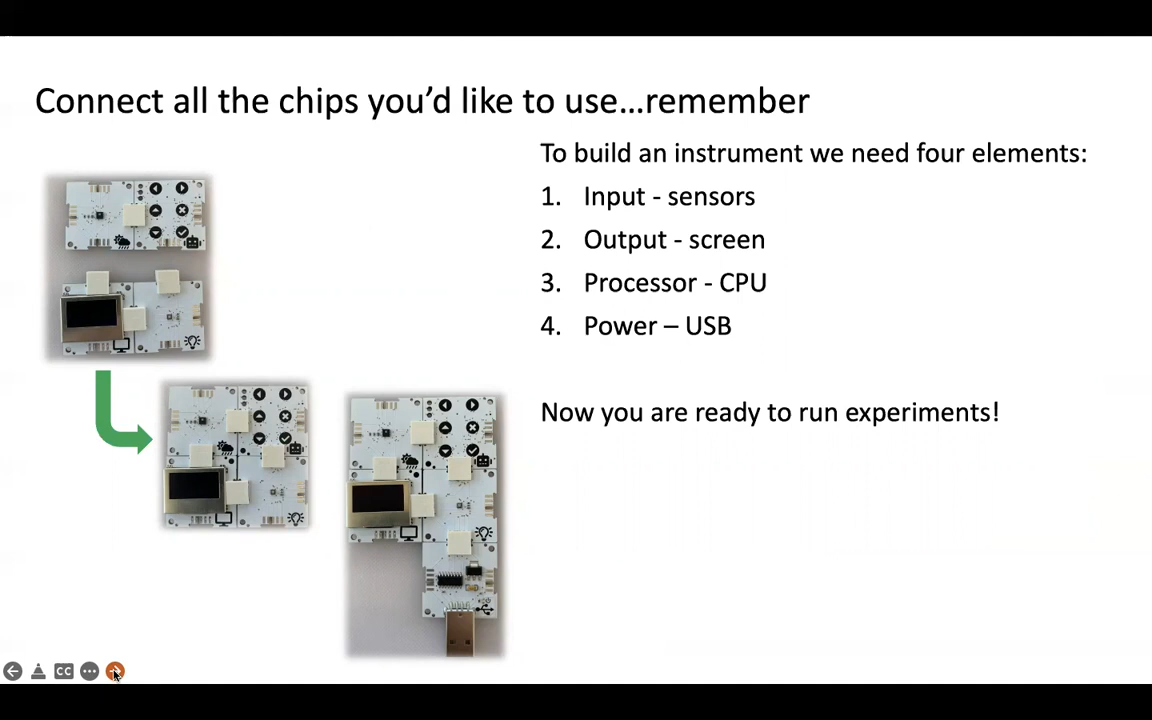 Connect all the chips you’d like to use…remember
To build an instrument we need four elements:
1. Input - sensors
2. Output - screen
3. Processor - CPU
4. Power – USB
Now you are ready to run experiments!
CC